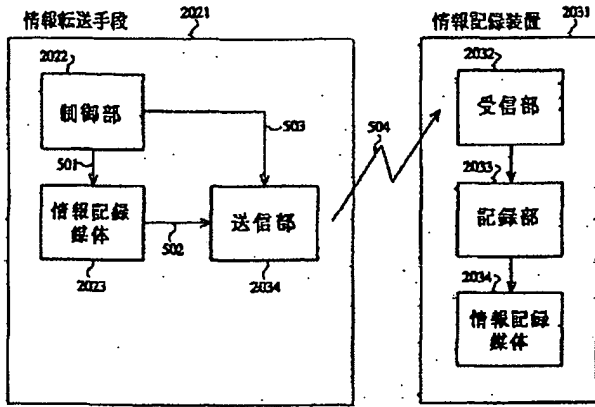 情報転送手段
2021
2022
制御部
501
503
情報記録
媒体
2023
502
送信部
2034
504
情報記録装置
2031
2032
受信部
2033
記録部
2034
情報記録
媒体